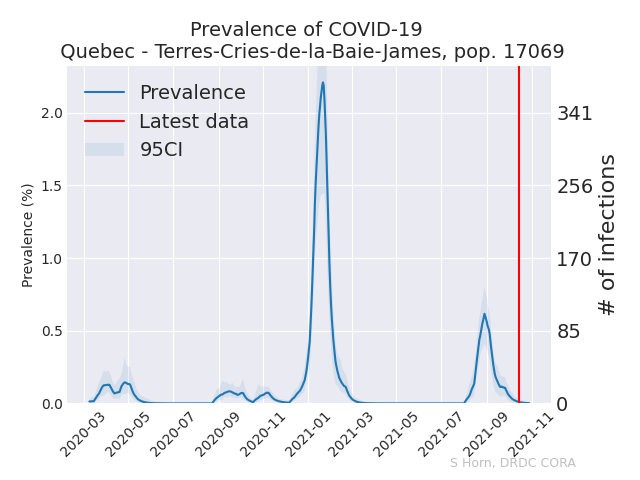 Prevalence of COVID-19
Quebec - Terres-Cries-de-la-Baie-James, pop. 17069
Prevalence
Latest data
95CI
Prevalence (%)
2.0
1.5
1.0
0.5
0.0
341
256
170
85
0
# of infections
2020-03
2020-05
2020-07
2020-09
2020-11
2021-01
2021-03
2021-05
2021-07
2021-09
2021-11
S Horn, DRDC CORA